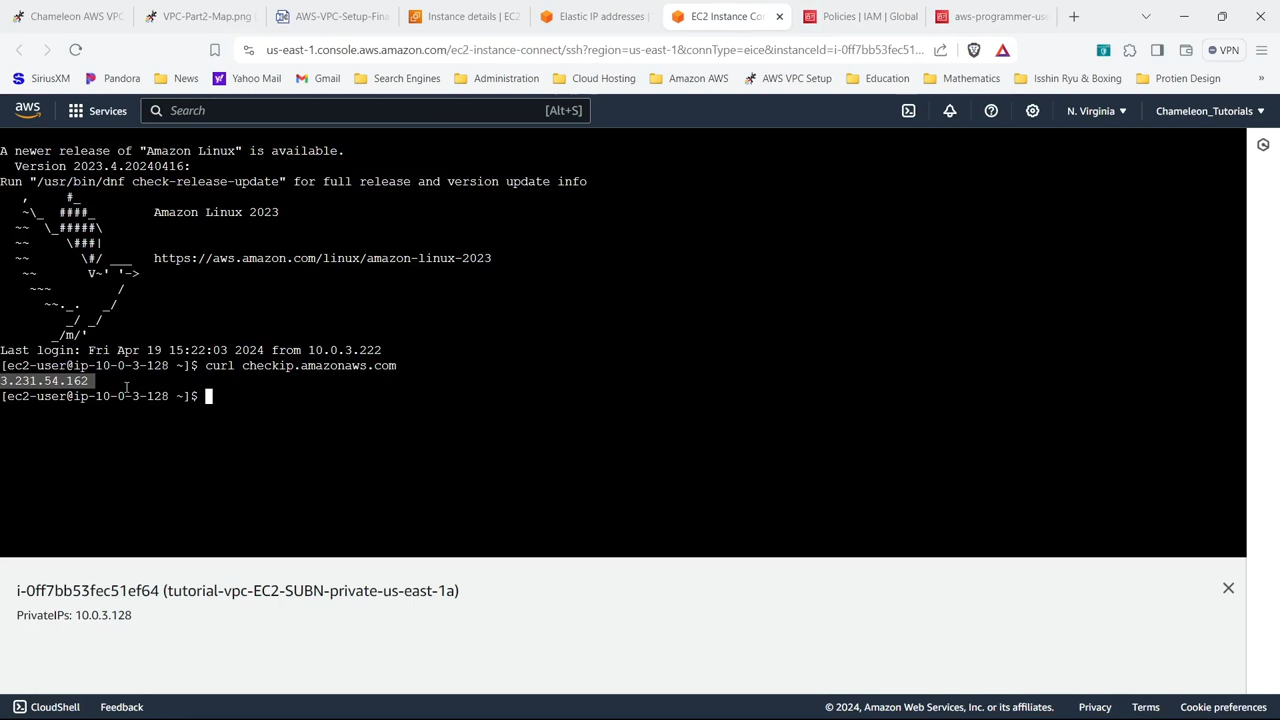 Chameleon AWS VPC
VPC-Part2-Map.png (
AWS-VPC-Setup-Fina
Instance details | EC2
Elastic IP addresses |
EC2 Instance Con
Policies | IAM | Global
aws-programmer-use
us-east-1.console.aws.amazon.com/ec2-instance-connect/ssh?region=us-east-1&connType=eice&instanceId=i-0ff7bb53fec51...
VPN
SiriusXM
Pandora
News
Yahoo Mail
Gmail
Search Engines
Administration
Cloud Hosting
Amazon AWS
AWS VPC Setup
Education
Mathematics
Isshin Ryu & Boxing
Protien Design
»
aws
Services
Search
[Alt+S]
N. Virginia
Chameleon_Tutorials
A newer release of "Amazon Linux" is available.
  Version 2023.4.20240416:
Run "/usr/bin/dnf check-release-update" for full release and version update info
   ,     #_
   ~\_  ####_        Amazon Linux 2023
  ~~  \_#####\
  ~~     \###|
  ~~       \#/ ___   https://aws.amazon.com/linux/amazon-linux-2023
   ~~       V~' '->
    ~~~         /
      ~~._.   _/
         _/ _/
       _/m/'
Last login: Fri Apr 19 15:22:03 2024 from 10.0.3.222
[ec2-user@ip-10-0-3-128 ~]$ curl checkip.amazonaws.com
3.231.54.162
[ec2-user@ip-10-0-3-128 ~]$
i-0ff7bb53fec51ef64 (tutorial-vpc-EC2-SUBN-private-us-east-1a)
PrivateIPs: 10.0.3.128
CloudShell
Feedback
© 2024, Amazon Web Services, Inc. or its affiliates.
Privacy
Terms
Cookie preferences